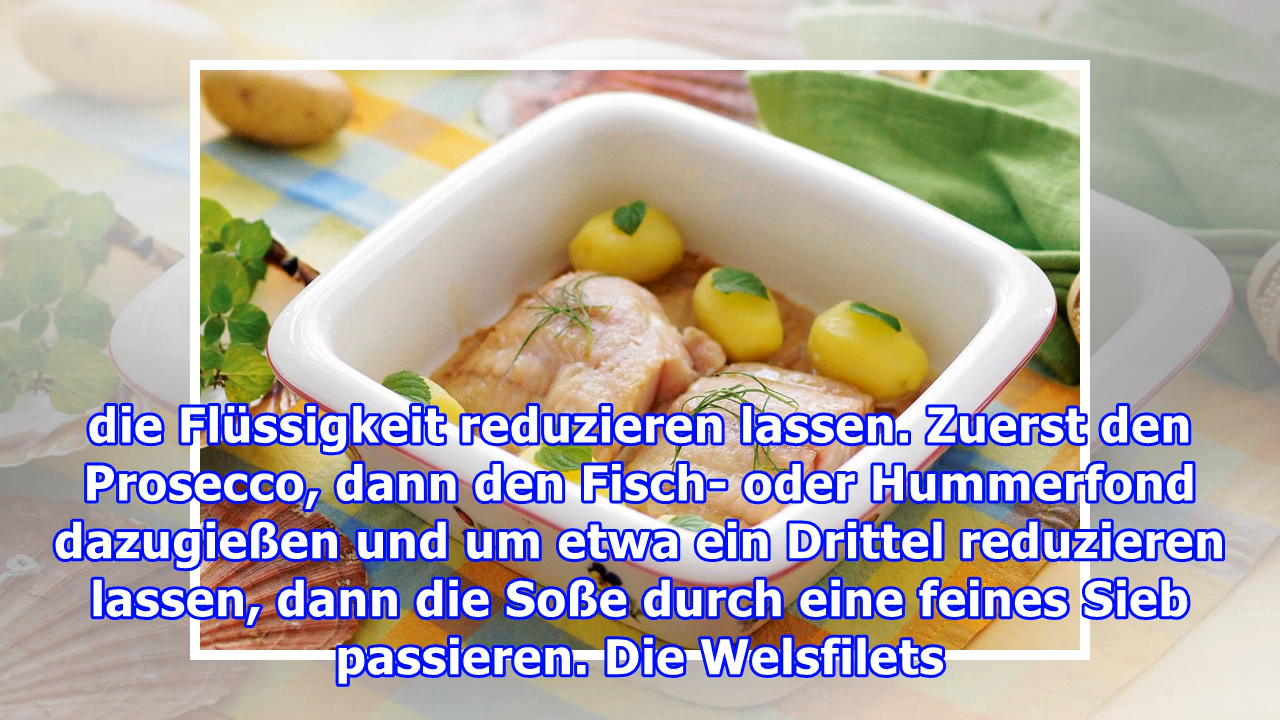 die Flüssigkeit reduzieren lassen. Zuerst den
Prosecco, dann den Fisch- oder Hummerfond
dazugießen und um etwa ein Drittel reduzieren
lassen, dann die Soße durch eine feines Sieb
passieren. Die Welsfilets